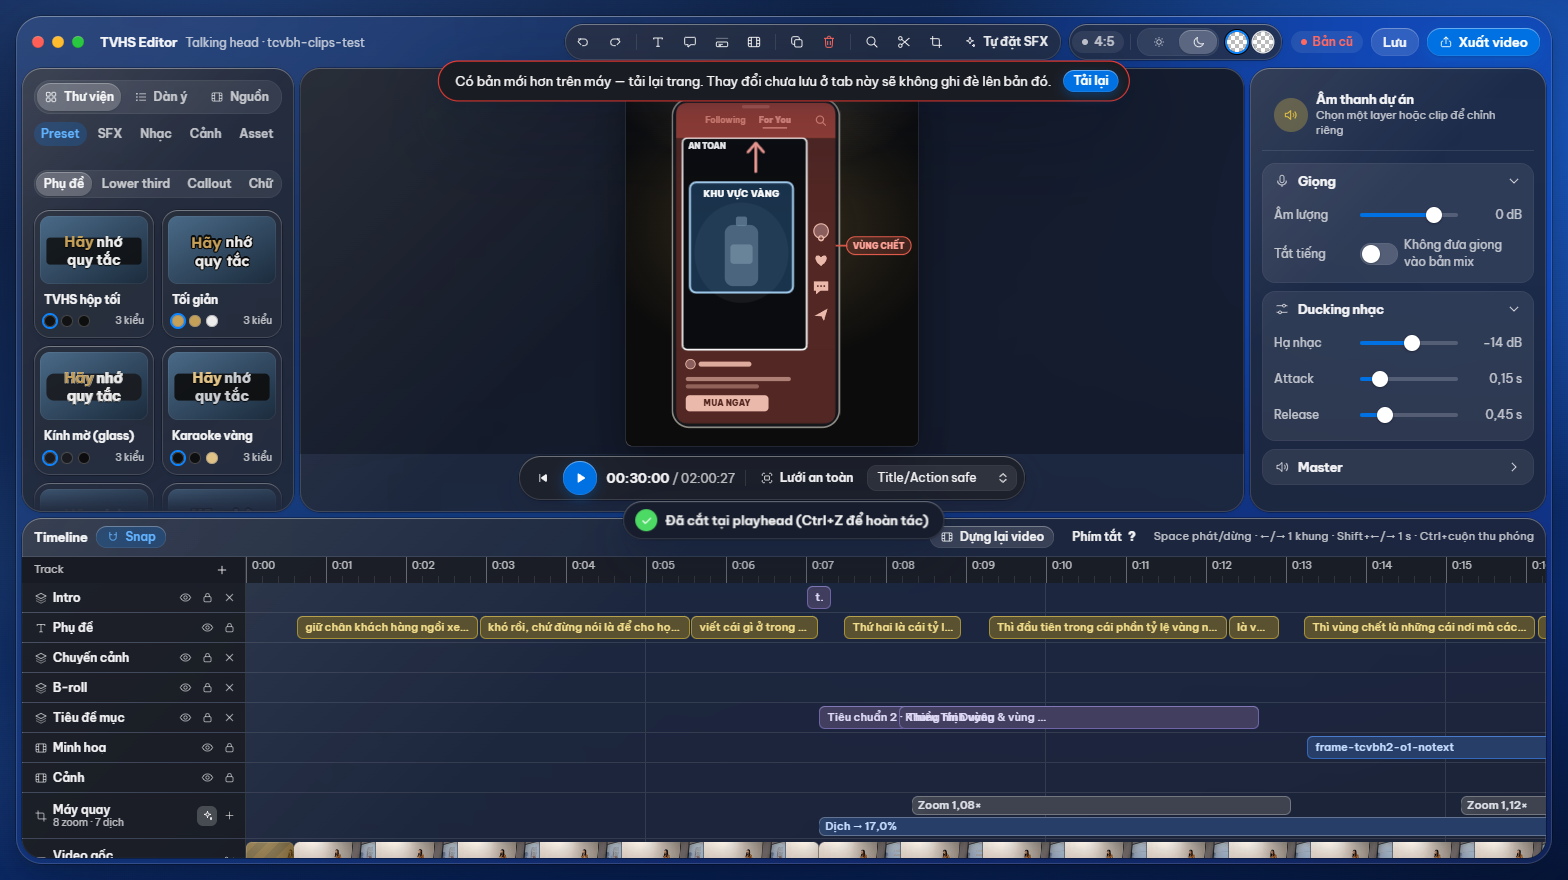 TVHS Editor
Talking head · tcvbh-clips-test
T
Tự đặt SFX
4:5
Bản cũ
Lưu
Xuất video
Có bản mới hơn trên máy — tải lại trang. Thay đổi chưa lưu ở tab này sẽ không ghi đè lên bản đó.
Tải lại
Thư viện
Dàn ý
Nguồn
Preset
SFX
Nhạc
Cảnh
Asset
Phụ đề
Lower third
Callout
Chữ
Hãy nhớ
quy tắc
TVHS hộp tối
3 kiểu
Hãy nhớ
quy tắc
Tối giản
3 kiểu
Hãy nhớ
quy tắc
Kính mờ (glass)
3 kiểu
Hãy nhớ
quy tắc
Karaoke vàng
3 kiểu
Following
For You
AN TOÀN
KHU VỰC VÀNG
VÙNG CHẾT
MUA NGAY
00:30:00 / 02:00:27
Lưới an toàn
Title/Action safe
Âm thanh dự án
Chọn một layer hoặc clip để chỉnh
riêng
Giọng
Âm lượng
0 dB
Tắt tiếng
Không đưa giọng
vào bản mix
Ducking nhạc
Hạ nhạc
-14 dB
Attack
0,15 s
Release
0,45 s
Master
Đã cắt tại playhead (Ctrl+Z để hoàn tác)
Timeline
Snap
Dựng lại video
Phím tắt ?
Space phát/dừng · ←/→ 1 khung · Shift+←/→ 1 s · Ctrl+cuộn thu phóng
Track
0:00
0:01
0:02
0:03
0:04
0:05
0:06
0:07
0:08
0:09
0:10
0:11
0:12
0:13
0:14
0:15
Intro
t.
Phụ đề
giữ chân khách hàng ngồi xe...
khó rồi, chứ đừng nói là để cho họ...
viết cái gì ở trong ...
Thứ hai là cái tỷ l...
Thì đầu tiên trong cái phần tỷ lệ vàng n...
là v...
Thì vùng chết là những cái nơi mà các...
Chuyển cảnh
B-roll
Tiêu đề mục
Tiêu chuẩn 2 ·
& vùng ...
Minh hoạ
frame-tcvbh2-o1-notext
Cảnh
Máy quay
8 zoom · 7 dịch
Zoom 1,08×
Zoom 1,12×
Dịch → 17,0%
Video gốc